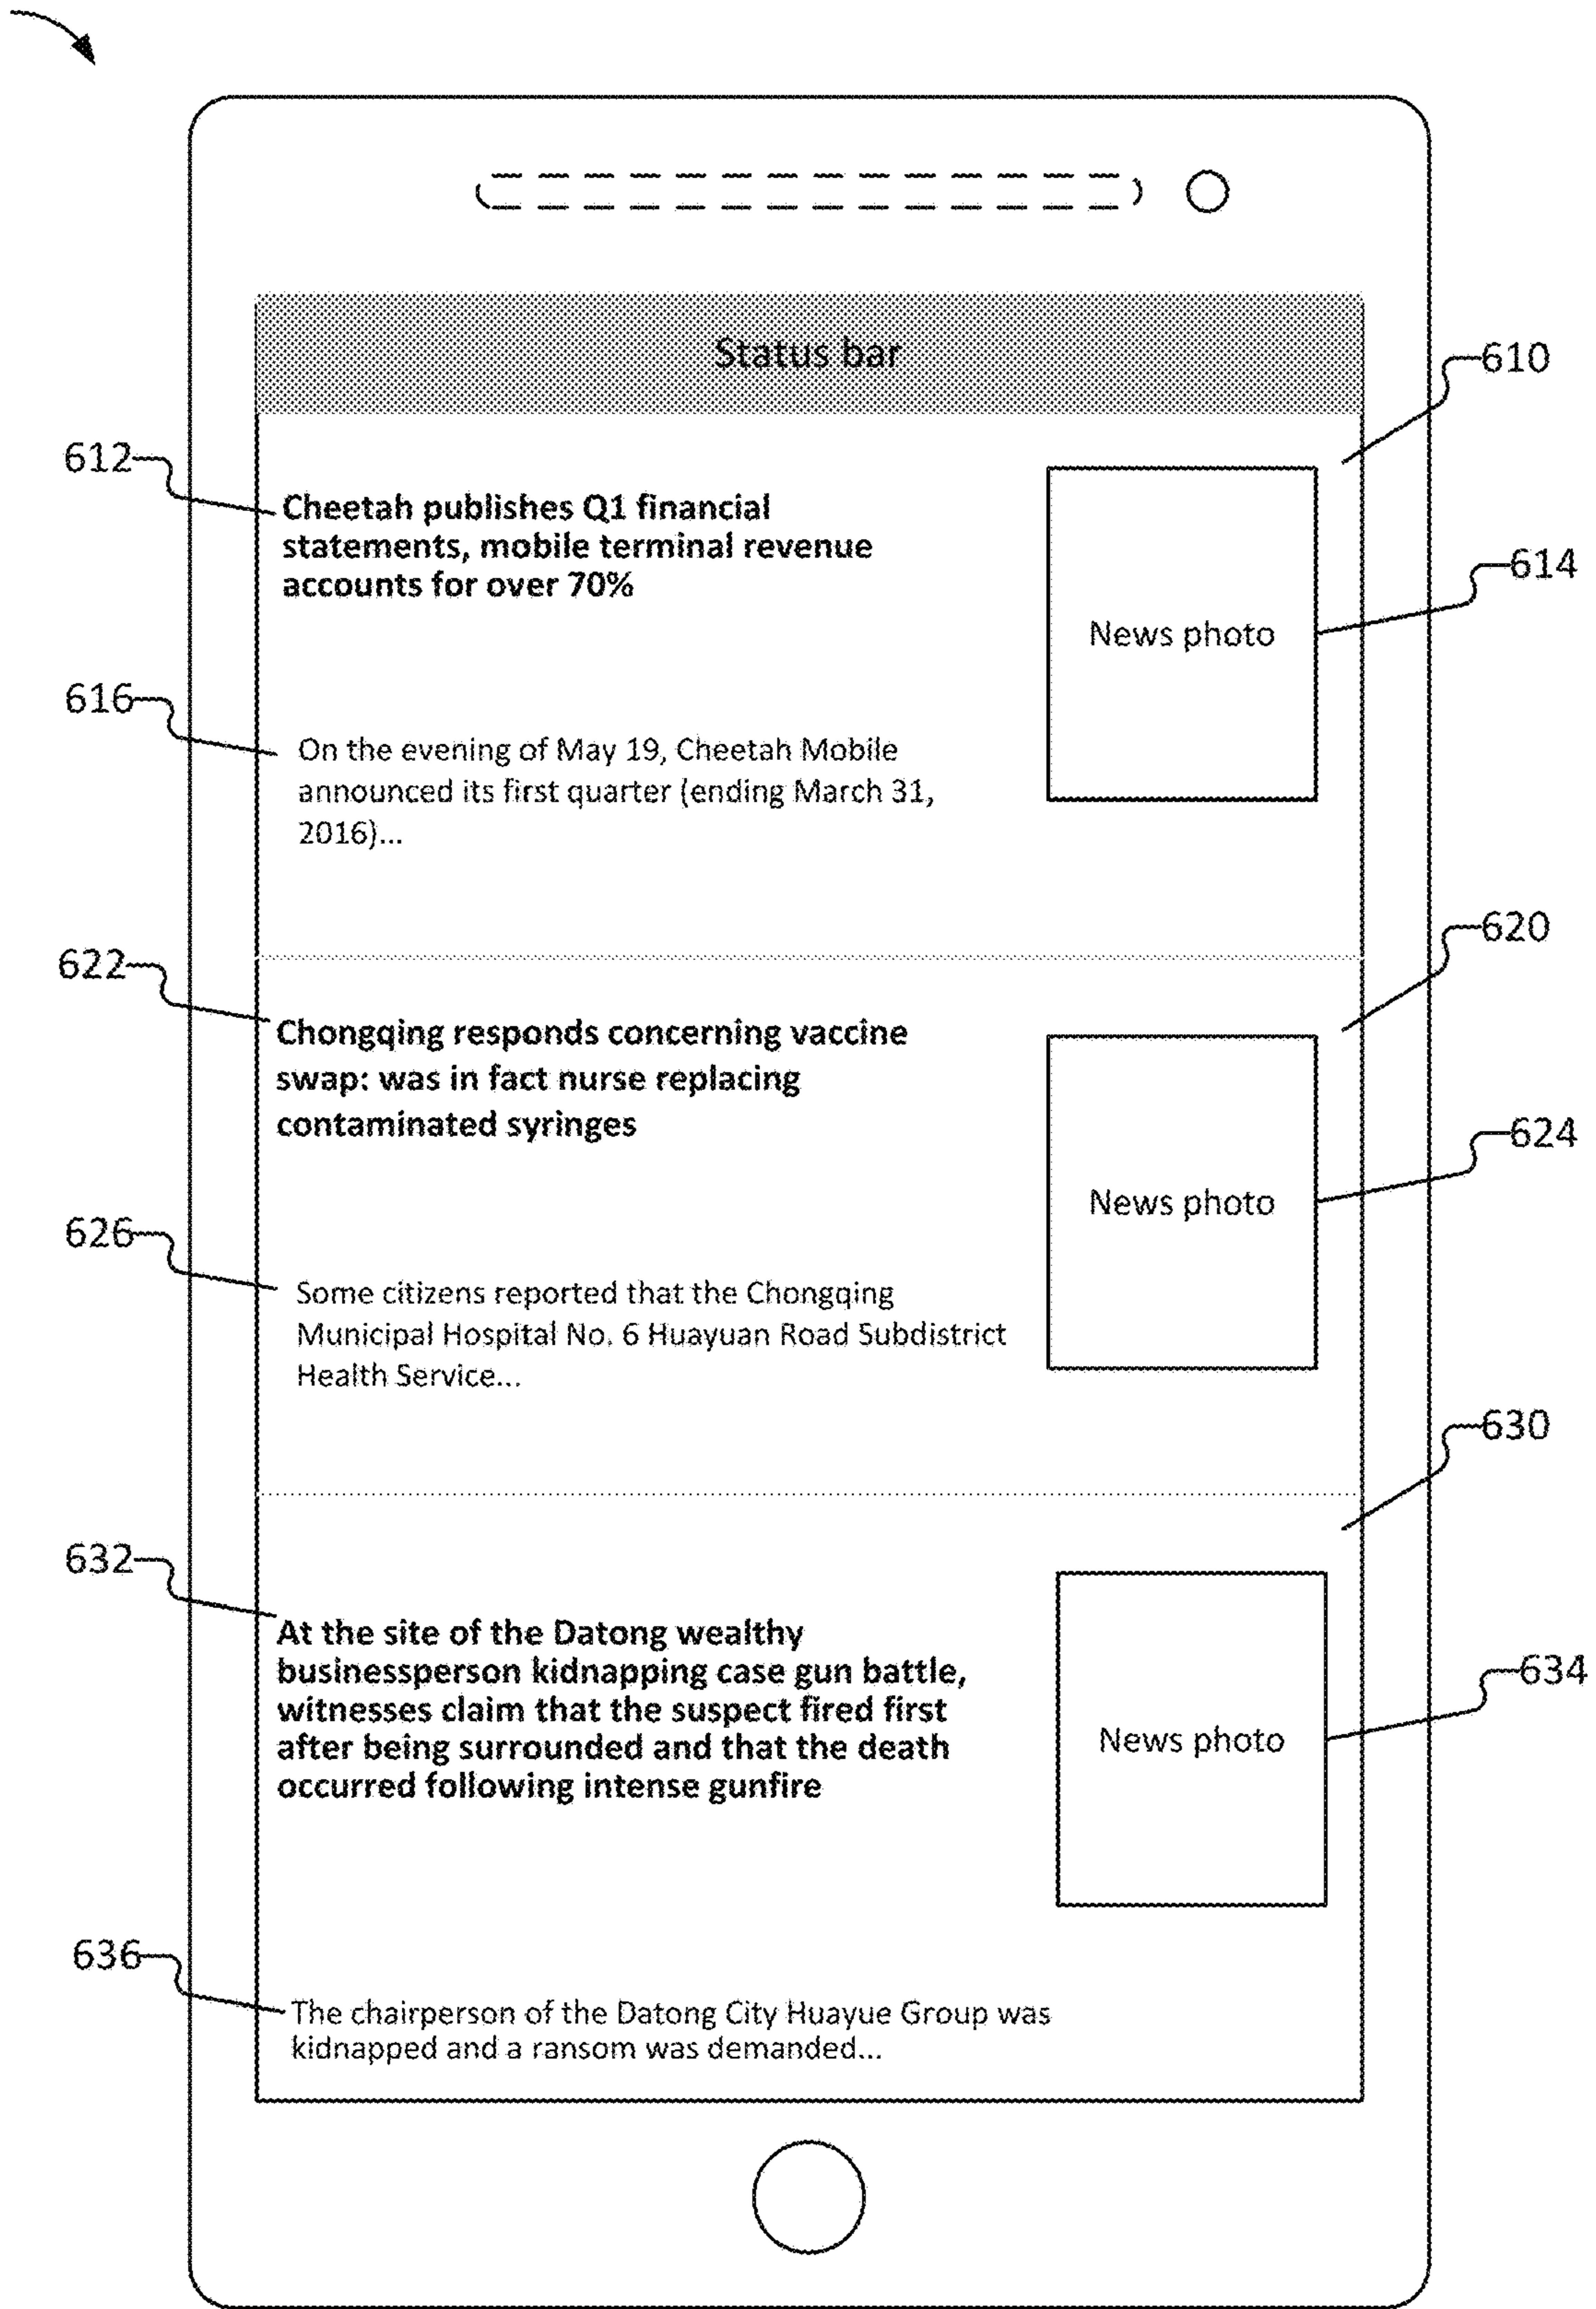 Status bar
610
612
Cheetah publishes Q1 financial
statements, mobile terminal revenue
accounts for over 70%
614
News photo
616
On the evening of May 19, Cheetah Mobile
announced its first quarter (ending March 31,
2016)...
620
622
Chongqing responds concerning vaccine
swap: was in fact nurse replacing
contaminated syringes
624
News photo
626
Some citizens reported that the Chongqing
Municipal Hospital No. 6 Huayuan Road Subdistrict
Health Service...
630
632
At the site of the Datong wealthy
businessperson kidnapping case gun battle,
witnesses claim that the suspect fired first
after being surrounded and that the death
occurred following intense gunfire
634
News photo
636
The chairperson of the Datong City Huayue Group was
kidnapped and a ransom was demanded...